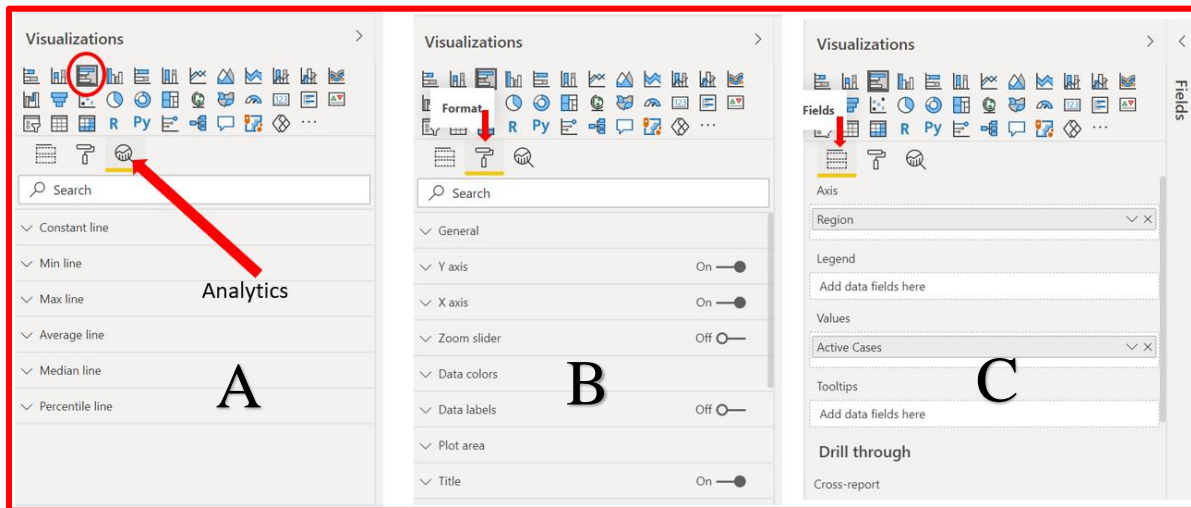 Visualizations
123
R Py
Search
Constant line
Min line
Max line
Average line
Median line
Percentile line
Analytics
A
Visualizations
Format
123
R Py
Search
General
Y axis On
X axis On
Zoom slider Off
Data colors
Data labels Off
Plot area
Title On
B
Visualizations
Fields
123
R Py
Fields
Axis
Region
Legend
Add data fields here
Values
Active Cases
Tooltips
Add data fields here
Drill through
Cross-report
C